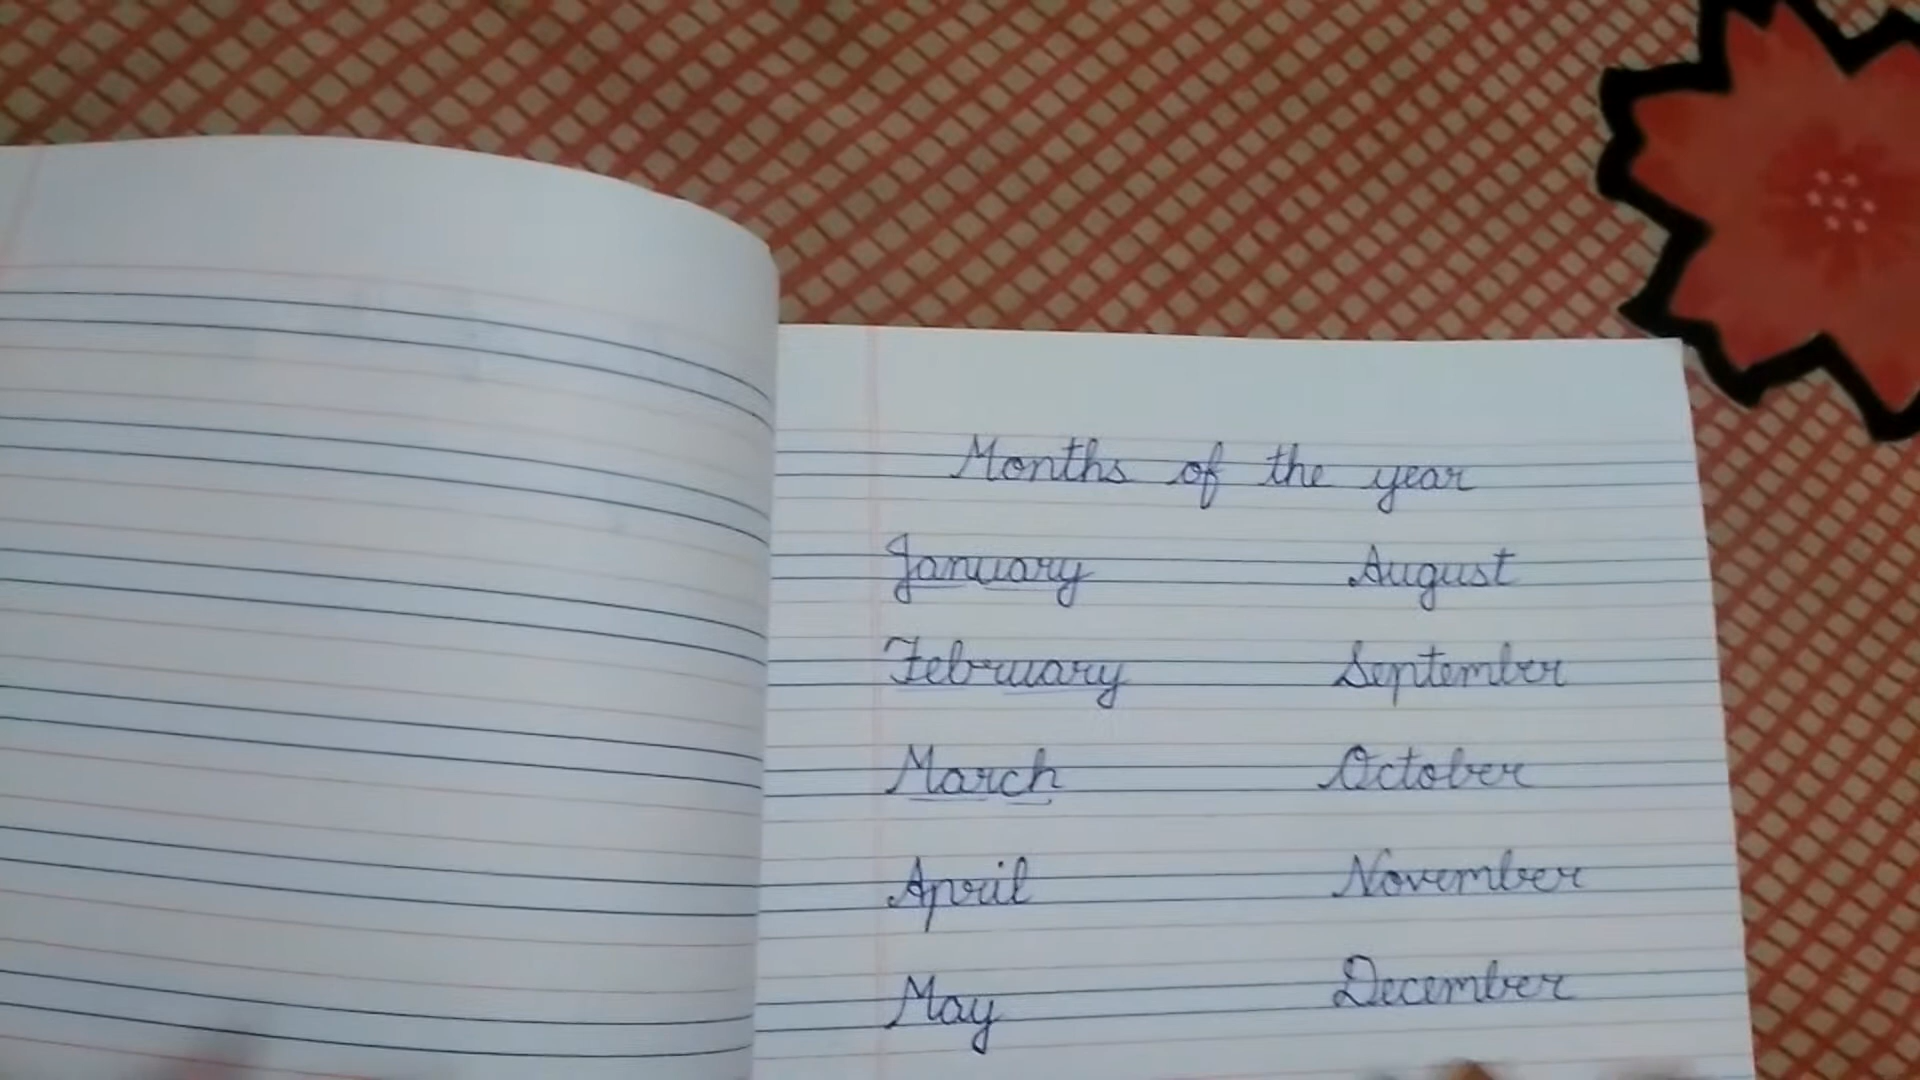 Months of the year
January August
February September
March October
April November
May December